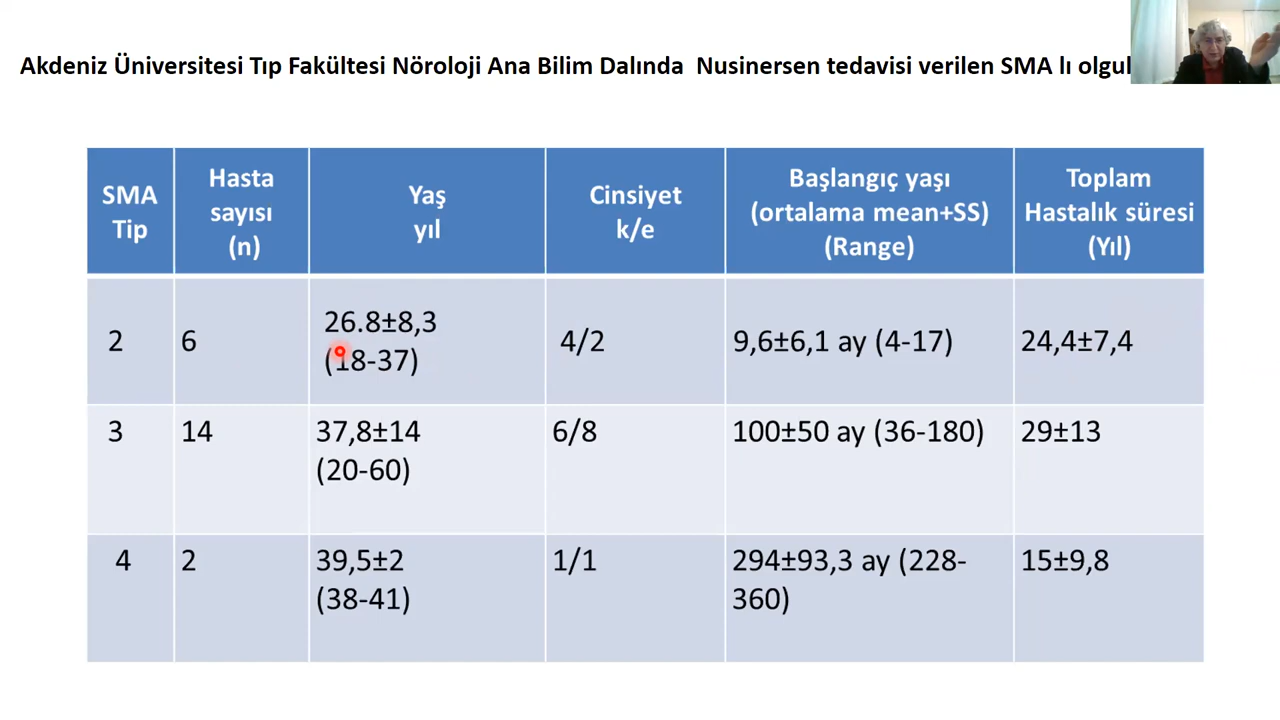 Akdeniz Üniversitesi Tıp Fakültesi Nöroloji Ana Bilim Dalında Nusinersen tedavisi verilen SMA lı
SMA
Tip
Hasta
sayısı
(n)
Yaş
yıl
Cinsiyet
k/e
Başlangıç yaşı
(ortalama mean+SS)
(Range)
Toplam
Hastalık süresi
(Yıl)
2
6
26.8±8,3
(18-37)
4/2
9,6±6,1 ay (4-17)
24,4±7,4
3
14
37,8±14
(20-60)
6/8
100±50 ay (36-180)
29±13
4
2
39,5±2
(38-41)
1/1
294±93,3 ay (228-
360)
15±9,8